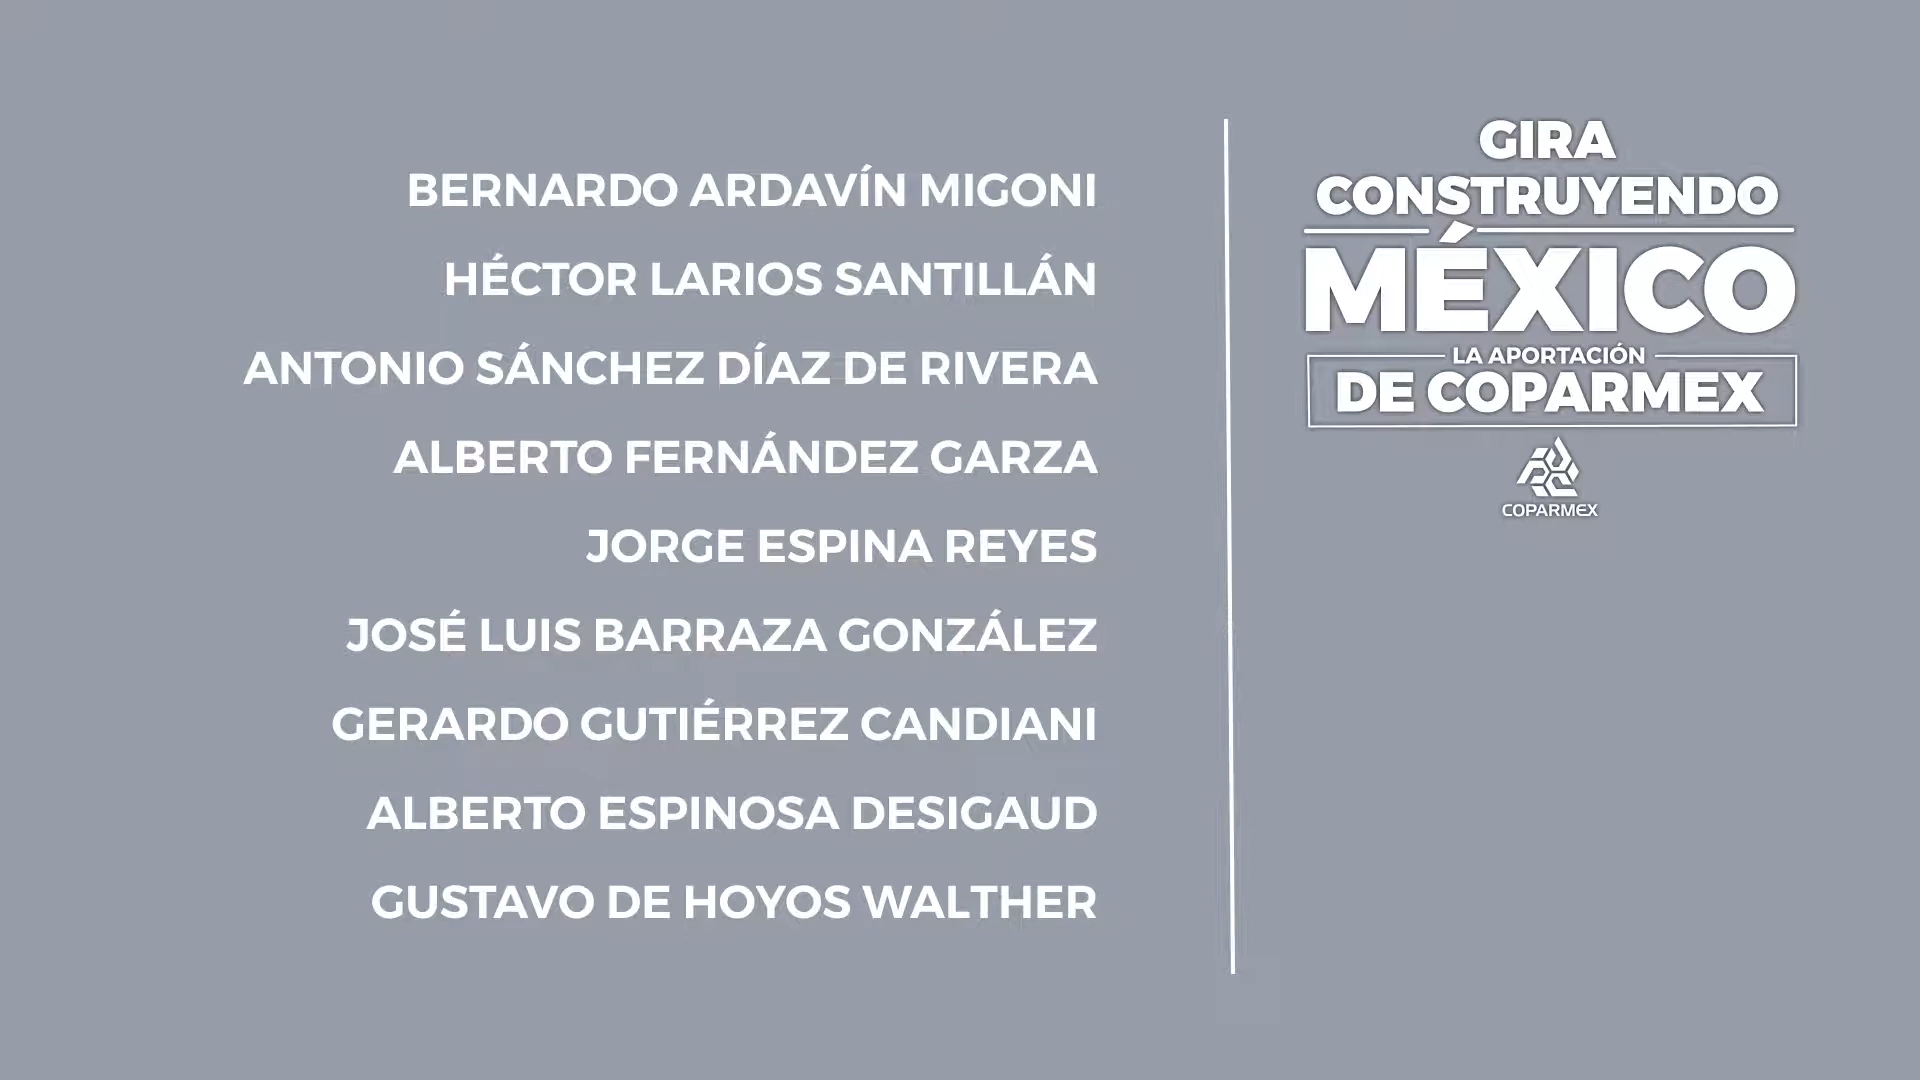 BERNARDO ARDAVÍN MIGONI
HÉCTOR LARIOS SANTILLÁN
ANTONIO SÁNCHEZ DÍAZ DE RIVERA
ALBERTO FERNÁNDEZ GARZA
JORGE ESPINA REYES
JOSÉ LUIS BARRAZA GONZÁLEZ
GERARDO GUTIÉRREZ CANDIANI
ALBERTO ESPINOSA DESIGAUD
GUSTAVO DE HOYOS WALTHER
GIRA
CONSTRUYENDO
MÉXICO
LA APORTACIÓN
DE COPARMEX
COPARMEX